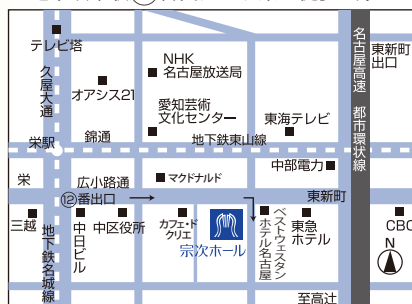 テレビ塔
久屋大通
オアシス21
NHK
名古屋放送局
愛知芸術
文化センター
東海テレビ
名古屋高速 都市環状線
東新町
出口
栄駅
錦通
地下鉄東山線
中部電力
栄
広小路通
マクドナルド
東新町
⑫番出口
三越
地下鉄名城線
中日ビル
中区役所
カフェ・ド
クリエ
宗次ホール
ベストウェスタン
ホテル名古屋
東急
ホテル
CBC
N
至高辻